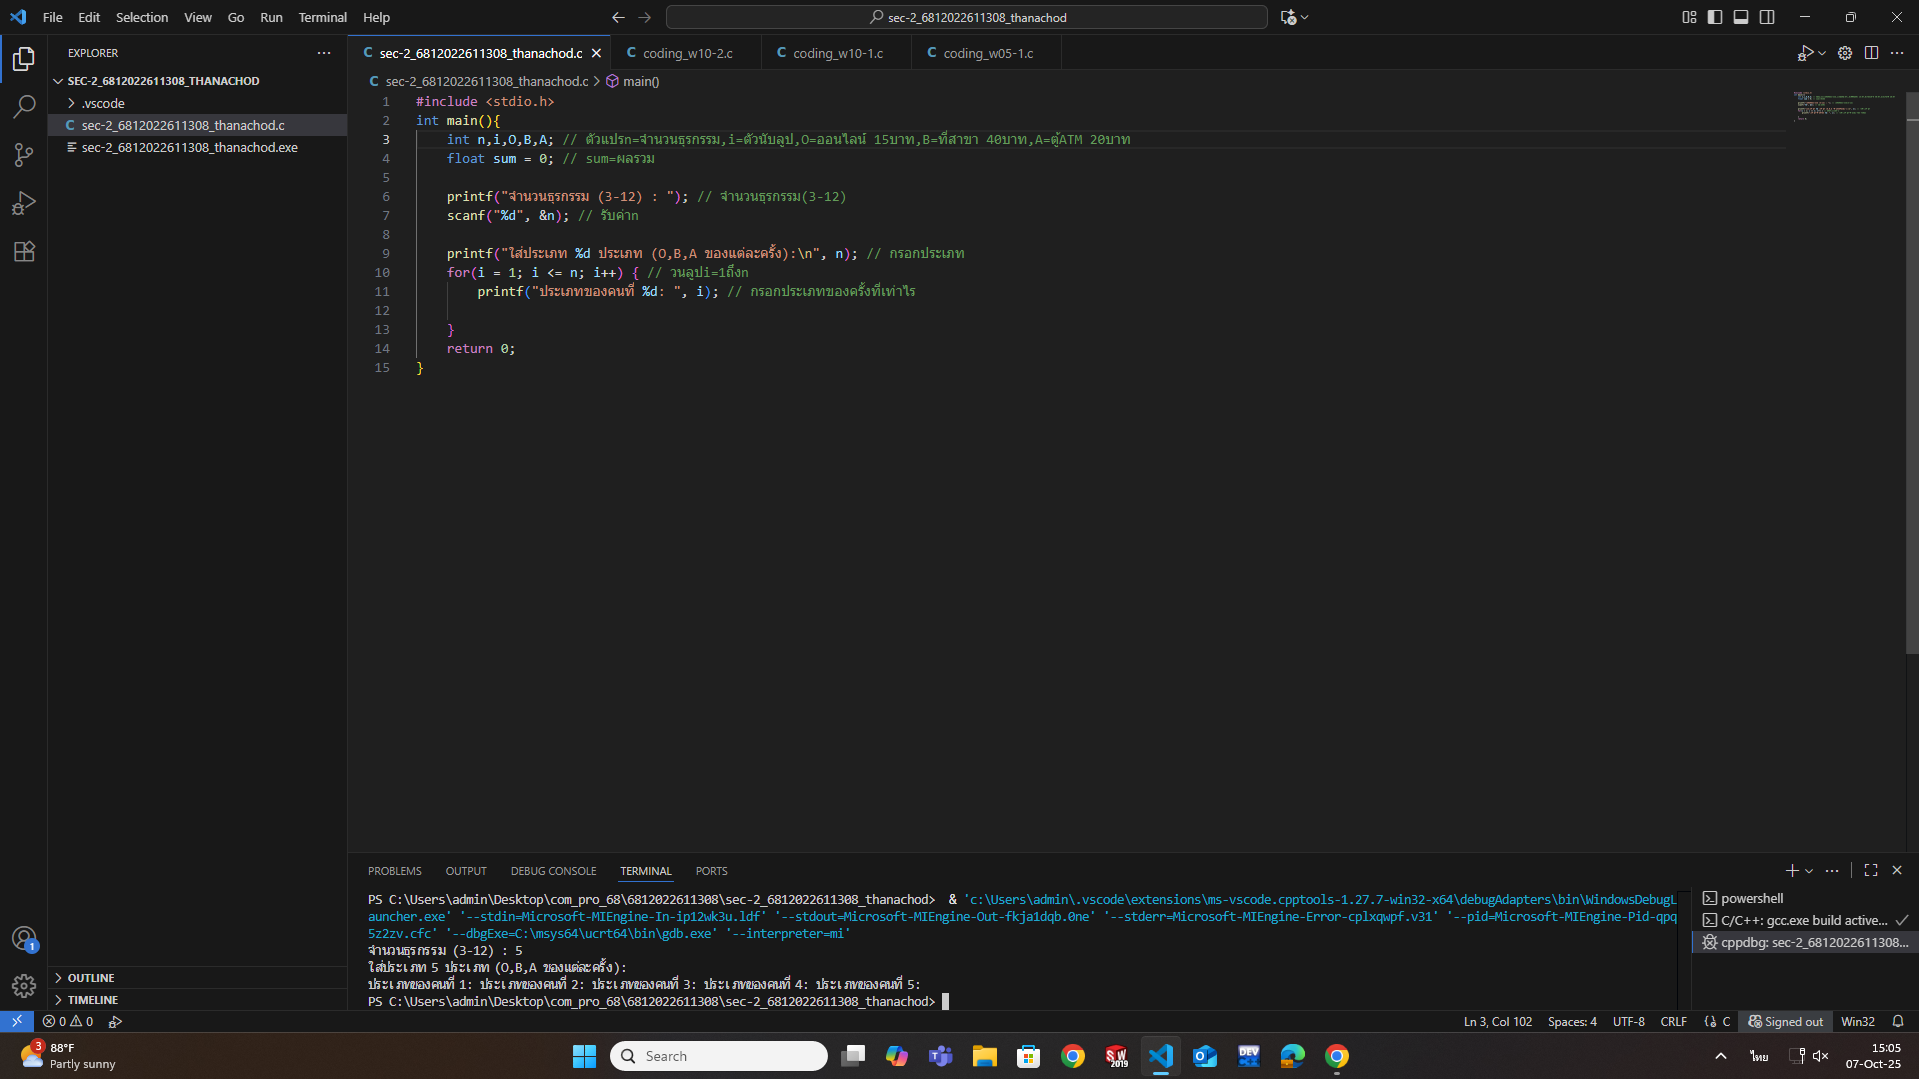 File Edit Selection View Go Run Terminal Help
sec-2_6812022611308_thanachod
EXPLORER
SEC-2_6812022611308_THANACHOD
.vscode
C sec-2_6812022611308_thanachod.c
sec-2_6812022611308_thanachod.exe
OUTLINE
TIMELINE
C sec-2_6812022611308_thanachod.c
C coding_w10-2.c
C coding_w10-1.c
C coding_w05-1.c
C sec-2_6812022611308_thanachod.c > main()
1 #include <stdio.h>
2 int main(){
3 int n,i,O,B,A; // ตัวแปรn=จำนวนธุรกรรม,i=ตัวนับลูป,O=ออนไลน์ 15บาท,B=ที่สาขา 40บาท,A=ตู้ATM 20บาท
4 float sum = 0; // sum=ผลรวม
5
6 printf("จำนวนธุรกรรม (3-12) : "); // จำนวนธุรกรรม(3-12)
7 scanf("%d", &n); // รับค่าn
8
9 printf("ใส่ประเภท %d ประเภท (O,B,A ของแต่ละครั้ง):\n", n); // กรอกประเภท
10 for(i = 1; i <= n; i++) { // วนลูปi=1ถึงn
11 printf("ประเภทของคนที่ %d: ", i); // กรอกประเภทของครั้งที่เท่าไร
12
13 }
14 return 0;
15 }
PROBLEMS OUTPUT DEBUG CONSOLE TERMINAL PORTS
PS C:\Users\admin\Desktop\com_pro_68\6812022611308\sec-2_6812022611308_thanachod> & 'c:\Users\admin\.vscode\extensions\ms-vscode.cpptools-1.27.7-win32-x64\debugAdapters\bin\WindowsDebugL
auncher.exe' '--stdin=Microsoft-MIEngine-In-ip12wk3u.ldf' '--stdout=Microsoft-MIEngine-Out-fkja1dqb.0ne' '--stderr=Microsoft-MIEngine-Error-cplxqwpf.v31' '--pid=Microsoft-MIEngine-Pid-qpq
5z2zv.cfc' '--dbgExe=C:\msys64\ucrt64\bin\gdb.exe' '--interpreter=mi'
จำนวนธุรกรรม (3-12) : 5
ใส่ประเภท 5 ประเภท (O,B,A ของแต่ละครั้ง):
ประเภทของคนที่ 1: ประเภทของคนที่ 2: ประเภทของคนที่ 3: ประเภทของคนที่ 4: ประเภทของคนที่ 5:
PS C:\Users\admin\Desktop\com_pro_68\6812022611308\sec-2_6812022611308_thanachod>
powershell
C/C++: gcc.exe build active...
cppdbg: sec-2_6812022611308...
1
0 0
Ln 3, Col 102 Spaces: 4 UTF-8 CRLF {} C Signed out Win32
3
88°F
Partly sunny
Search
SW 2019
DEV
ไทย
15:05
07-Oct-25